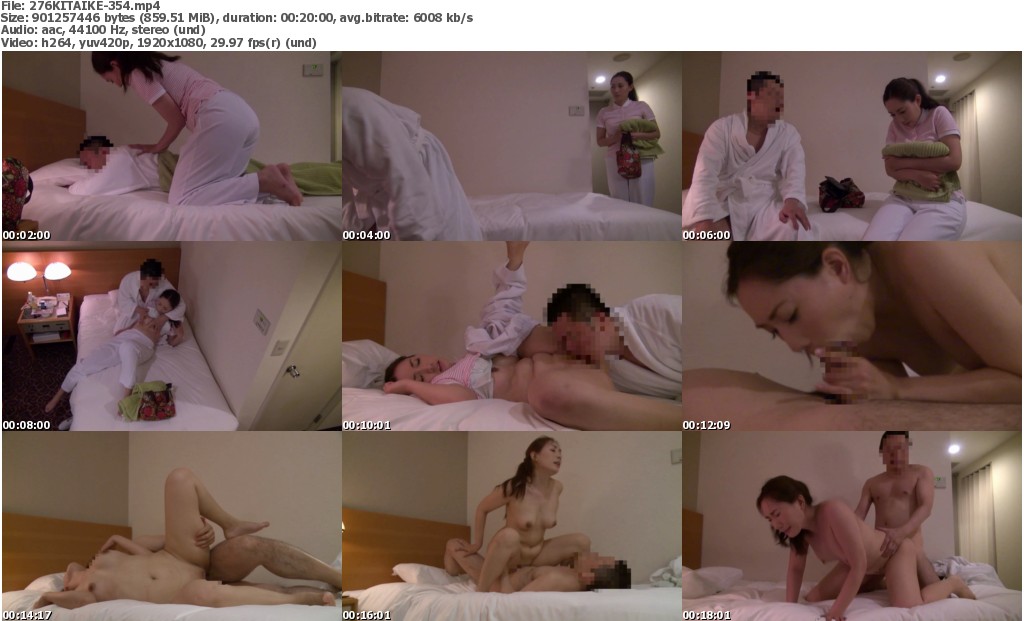 File: 276KITAIKE-354.mp4
Size: 901257446 bytes (859.51 MiB), duration: 00:20:00, avg.bitrate: 6008 kb/s
Audio: aac, 44100 Hz, stereo (und)
Video: h264, yuv420p, 1920x1080, 29.97 fps(r) (und)
00:02:00
00:04:00
00:06:00
00:08:00
00:10:01
00:12:09
00:14:17
00:16:01
00:18:01